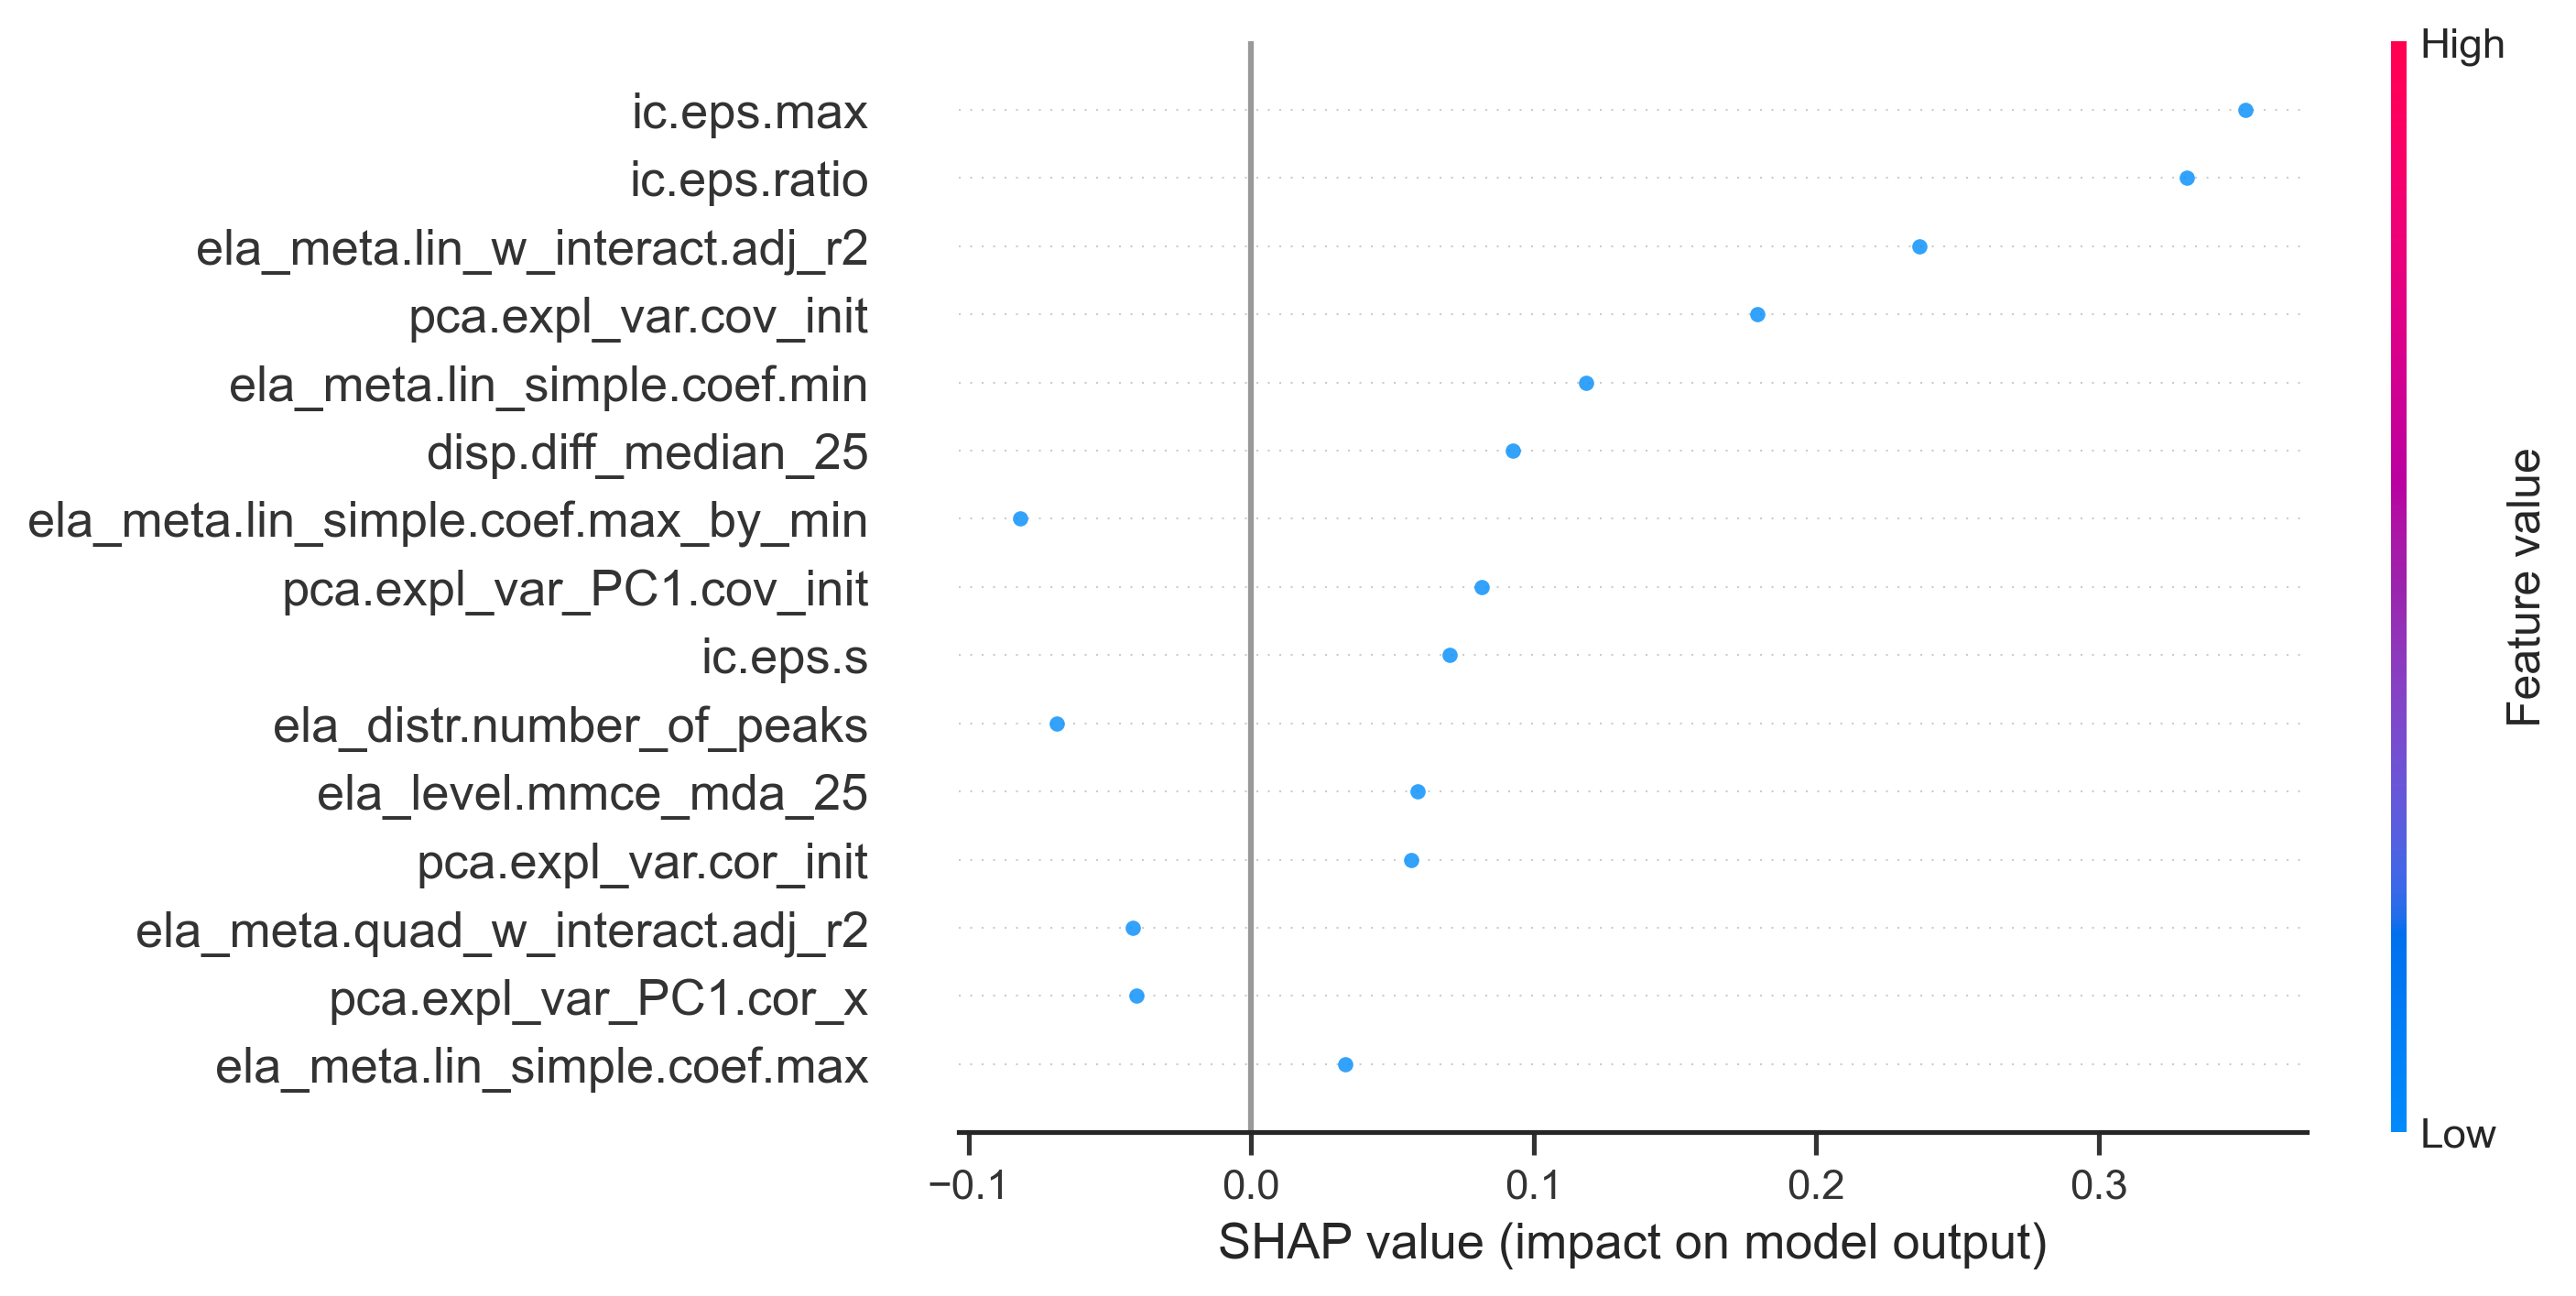 High
ic.eps.max
ic.eps.ratio
ela_meta.lin_w_interact.adj_r2
pca.expl_var.cov_init
ela_meta.lin_simple.coef.min
disp.diff_median_25
ela_meta.lin_simple.coef.max_by_min
pca.expl_var_PC1.cov_init
ic.eps.s
ela_distr.number_of_peaks
ela_level.mmce_mda_25
pca.expl_var.cor_init
ela_meta.quad_w_interact.adj_r2
pca.expl_var_PC1.cor_x
ela_meta.lin_simple.coef.max
Feature value
Low
−0.1 0.0 0.1 0.2 0.3
SHAP value (impact on model output)